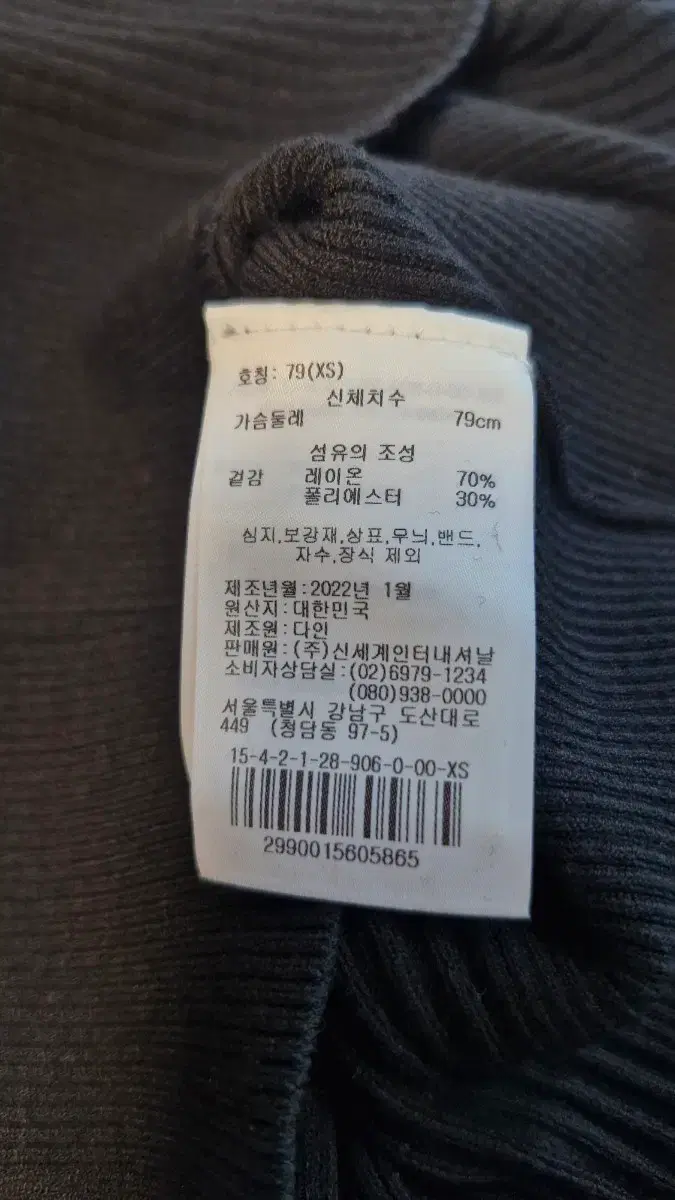 호칭: 79(XS)
신체치수
가슴둘레 79cm
섬유의 조성
겉감 레이온 70%
폴리에스터 30%
심지,보강재,상표,무늬,밴드,
자수,장식 제외
제조년월:2022년 1월
원산지:대한민국
제조원:다인
판매원:(주)신세계인터내셔날
소비자상담실:(02)6979-1234
(080)938-0000
서울특별시 강남구 도산대로
449 (청담동 97-5)
15-4-2-1-28-906-0-00-XS
2990015605865